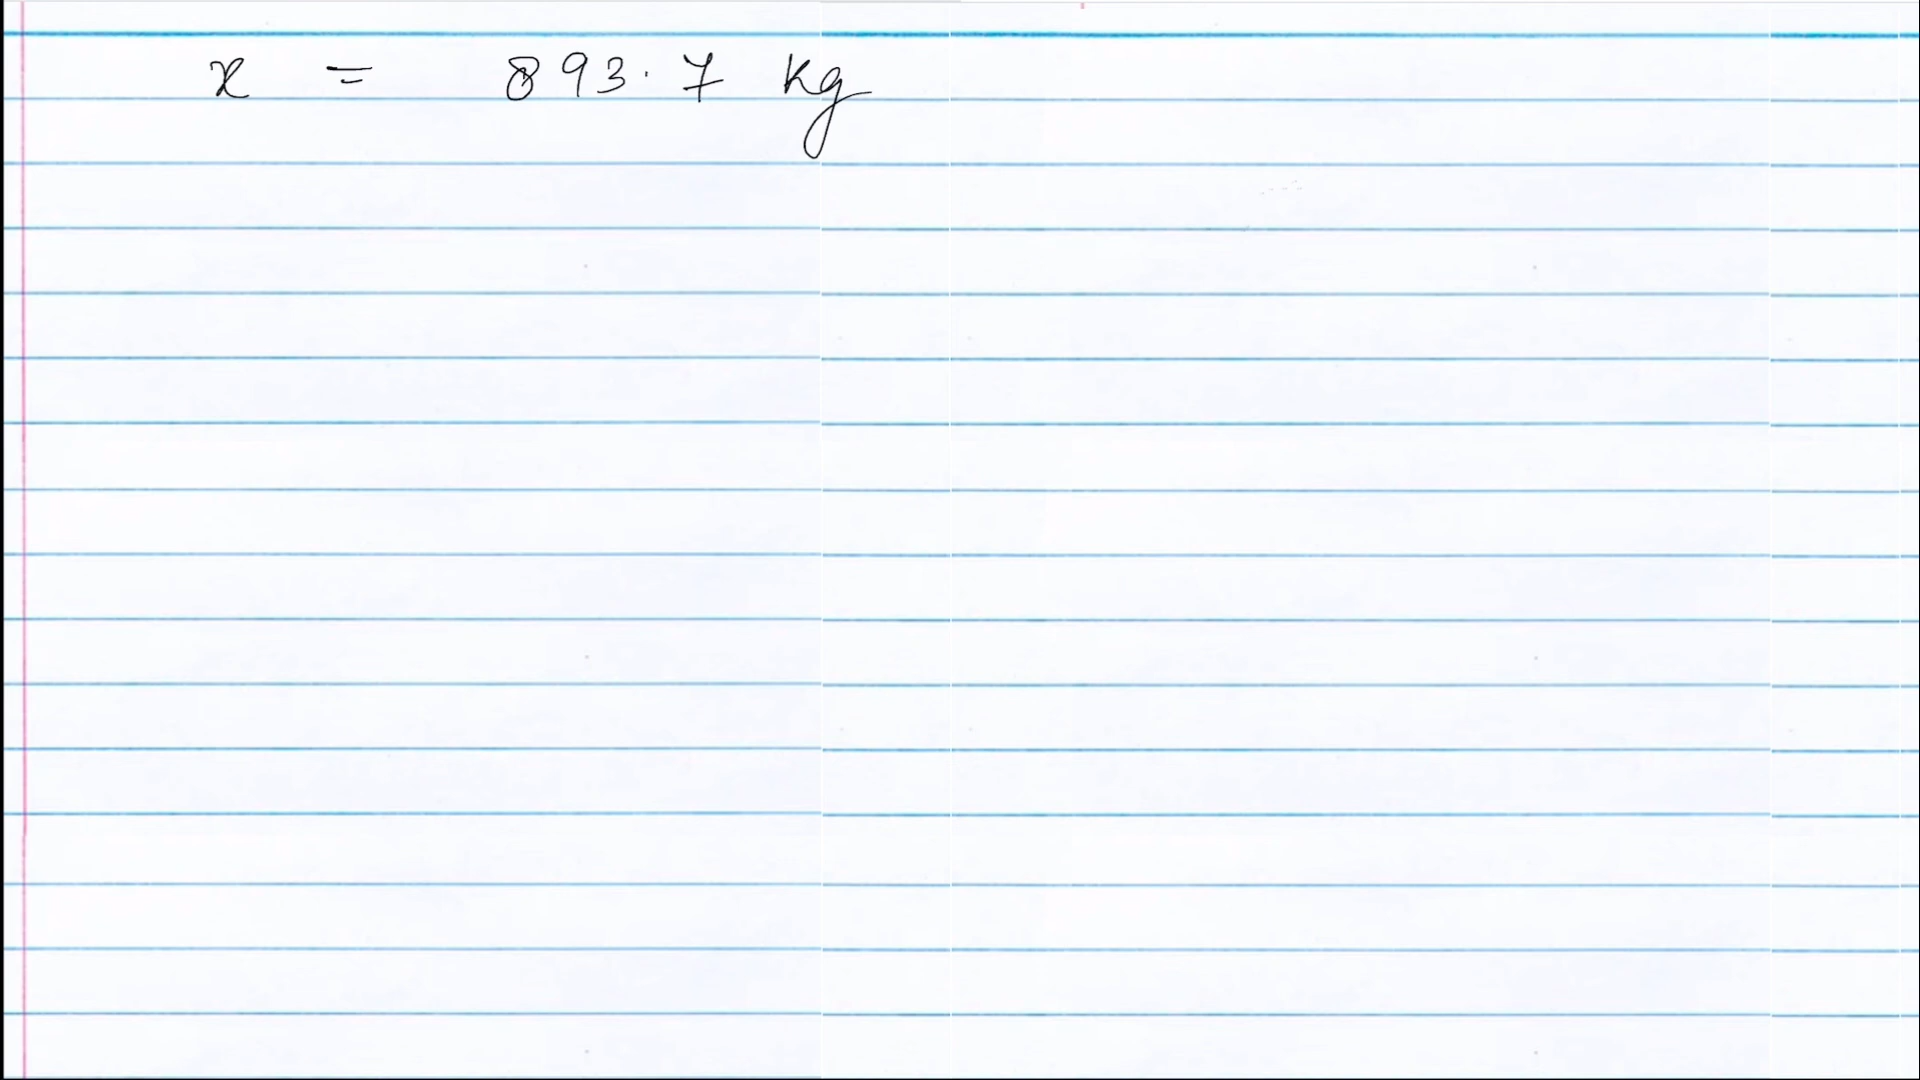 x = 893.7 kg